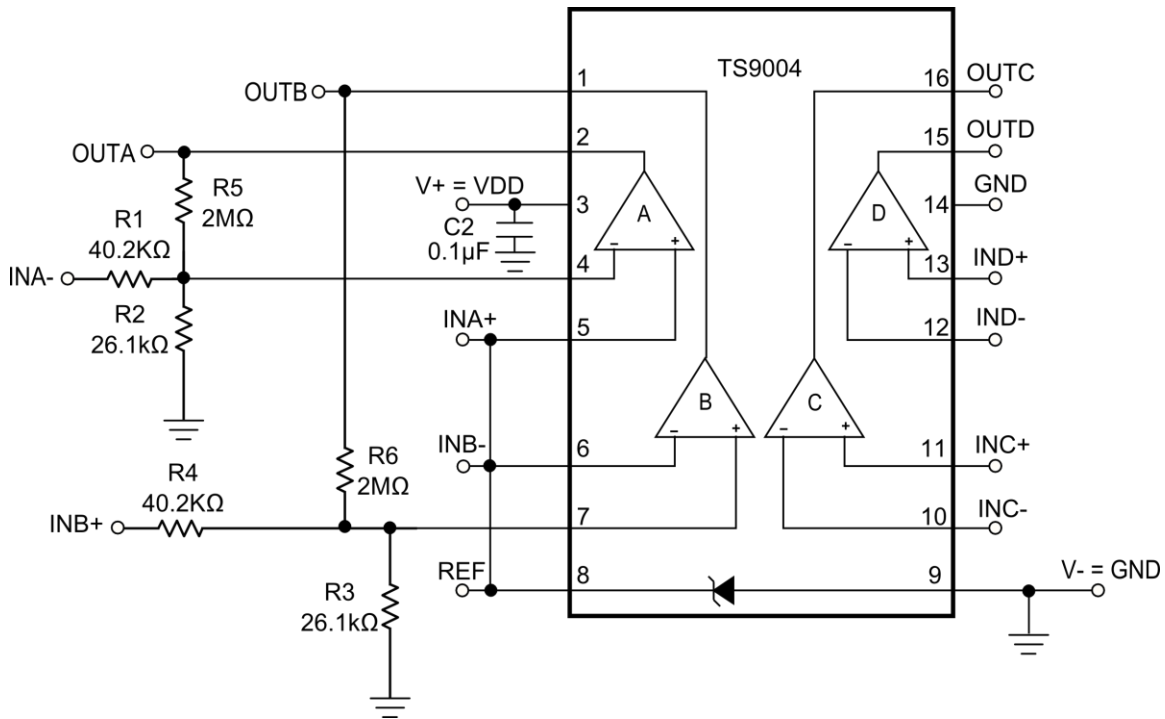 TS9004
OUTB
1
16
OUTC
OUTA
2
15
OUTD
R5
2MΩ
V+ = VDD
3
A
D
14
GND
C2
0.1µF
R1
40.2KΩ
- +
- +
INA-
4
13
IND+
R2
26.1kΩ
INA+
5
12
IND-
B
C
- +
- +
INB-
6
11
INC+
R6
2MΩ
R4
40.2KΩ
INB+
7
10
INC-
REF
8
9
V- = GND
R3
26.1kΩ